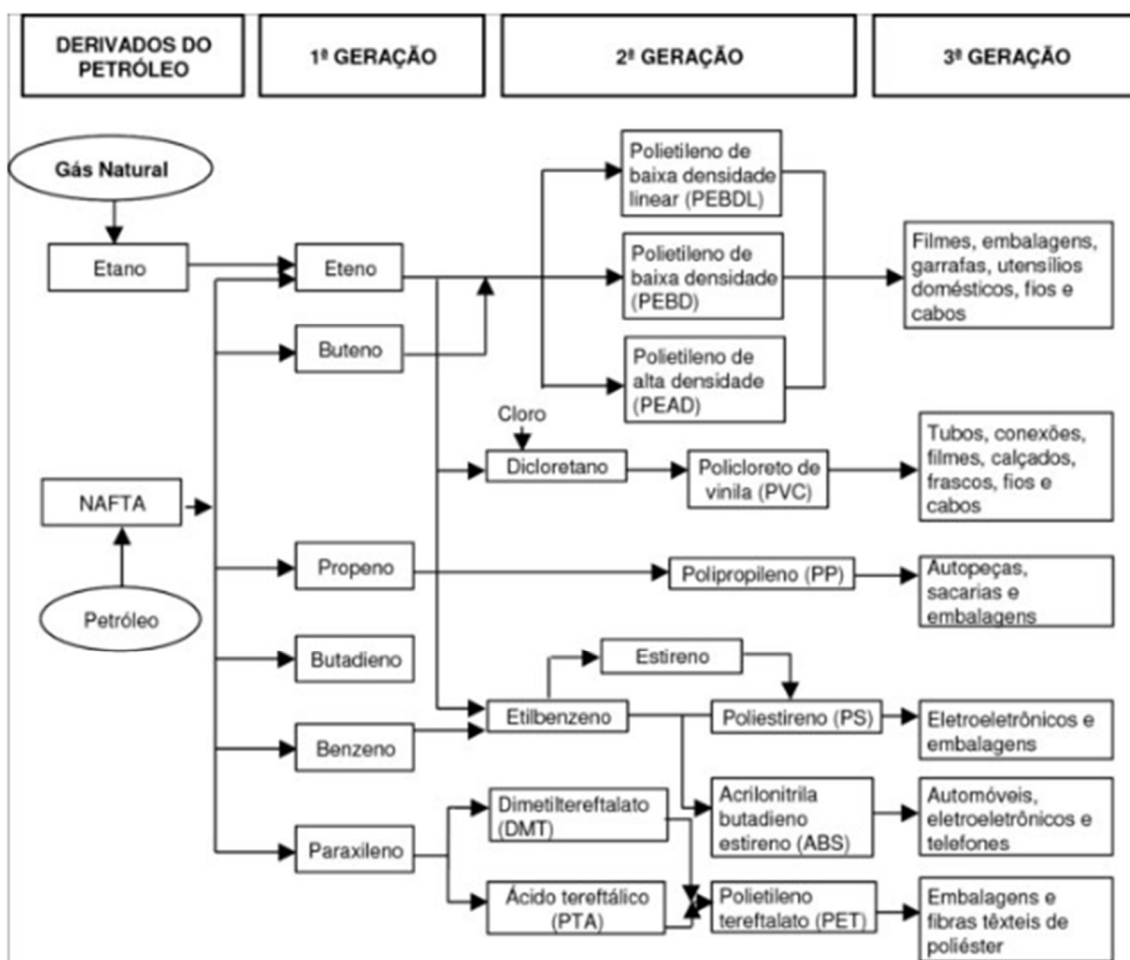 DERIVADOS DO
PETRÓLEO
1ª GERAÇÃO
2ª GERAÇÃO
3ª GERAÇÃO
Gás Natural
Etano
NAFTA
Petróleo
Eteno
Buteno
Propeno
Butadieno
Benzeno
Paraxileno
Polietileno de
baixa densidade
linear (PEBDL)
Polietileno de
baixa densidade
(PEBD)
Polietileno de
alta densidade
(PEAD)
Filmes, embalagens,
garrafas, utensílios
domésticos, fios e
cabos
Cloro
Dicloretano
Policloreto de
vinila (PVC)
Tubos, conexões,
filmes, calçados,
frascos, fios e
cabos
Polipropileno (PP)
Autopeças,
sacarias e
embalagens
Estireno
Etilbenzeno
Poliestireno (PS)
Eletroeletrônicos e
embalagens
Dimetiltereftalato
(DMT)
Acrilonitrila
butadieno
estireno (ABS)
Automóveis,
eletroeletrônicos e
telefones
Ácido tereftálico
(PTA)
Polietileno
tereftalato (PET)
Embalagens e
fibras têxteis de
poliéster